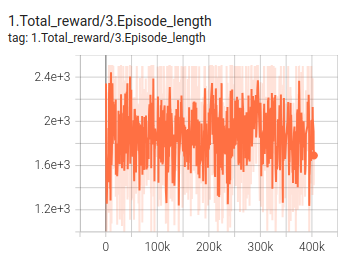 1.Total_reward/3.Episode_length
tag: 1.Total_reward/3.Episode_length
2.4e+3
2e+3
1.6e+3
1.2e+3
0 100k 200k 300k 400k